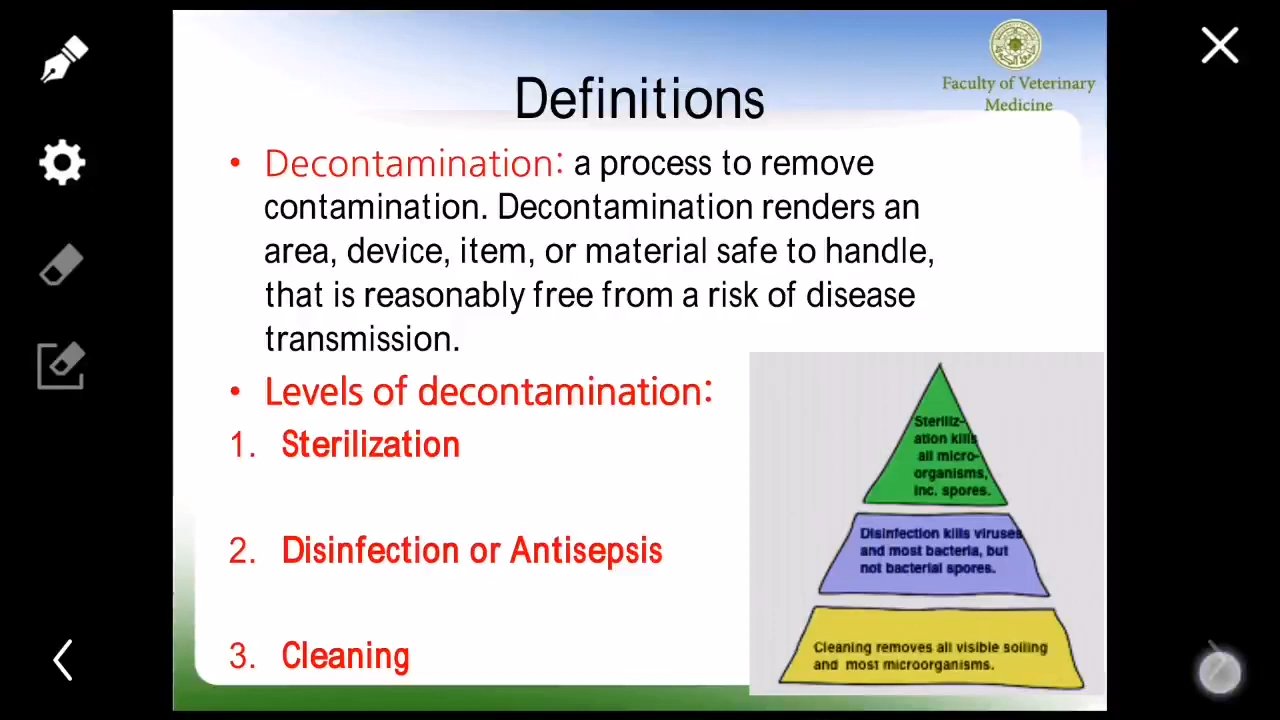 Faculty of Veterinary
Medicine
Definitions
• Decontamination: a process to remove
contamination. Decontamination renders an
area, device, item, or material safe to handle,
that is reasonably free from a risk of disease
transmission.
• Levels of decontamination:
1. Sterilization
2. Disinfection or Antisepsis
3. Cleaning
Steriliz-
ation kills
all micro-
organisms,
inc. spores.
Disinfection kills viruses
and most bacteria, but
not bacterial spores.
Cleaning removes all visible soiling
and most microorganisms.